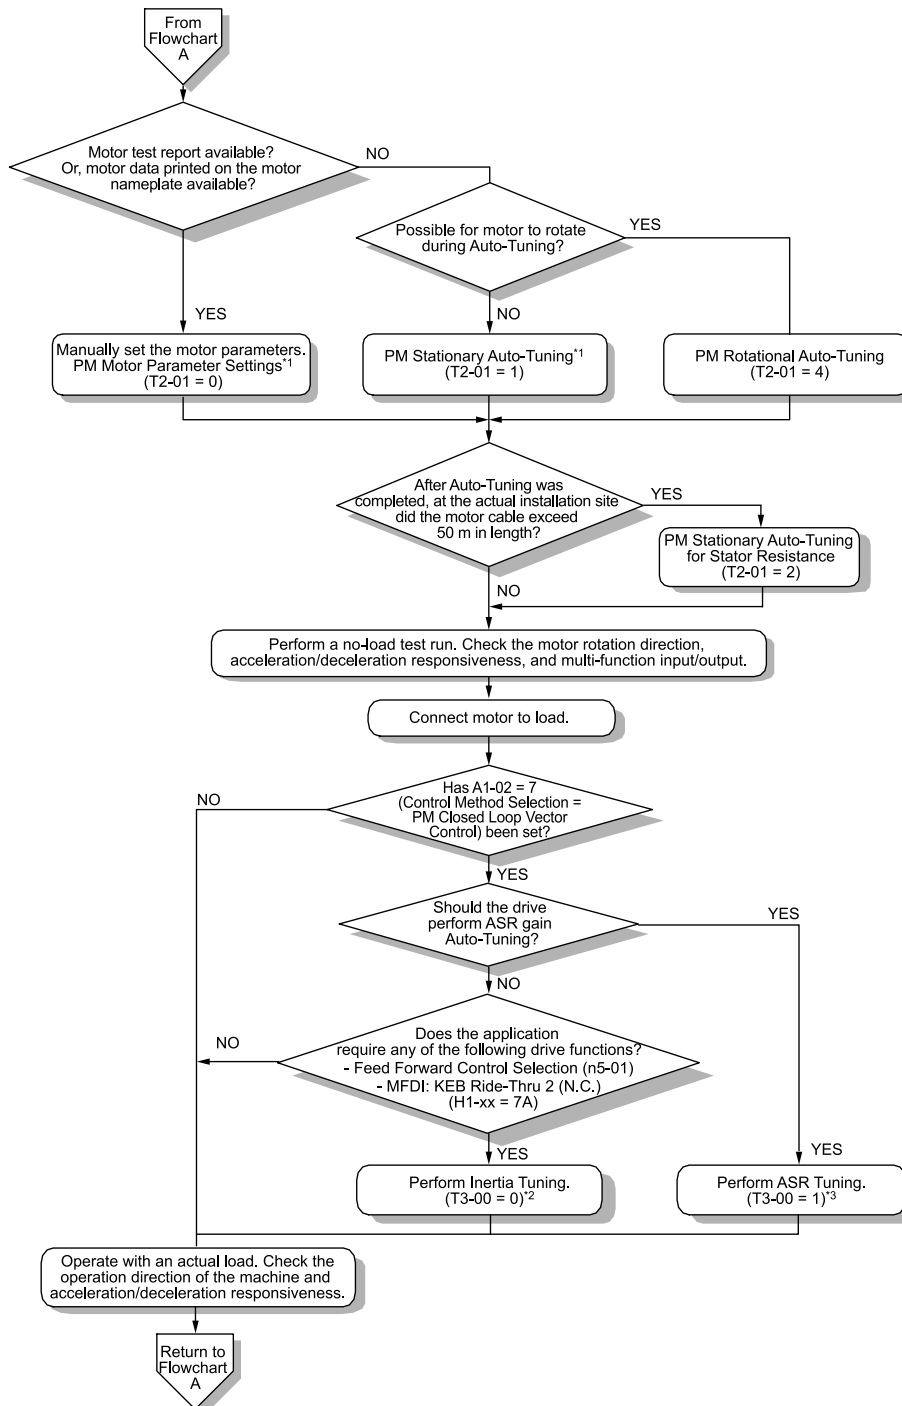 From
Flowchart
A
Motor test report available?
Or, motor data printed on the motor
nameplate available?
NO
Possible for motor to rotate
during Auto-Tuning?
YES
YES
NO
Manually set the motor parameters.
PM Motor Parameter Settings*1
(T2-01 = 0)
PM Stationary Auto-Tuning*1
(T2-01 = 1)
PM Rotational Auto-Tuning
(T2-01 = 4)
After Auto-Tuning was
completed, at the actual installation site
did the motor cable exceed
50 m in length?
YES
PM Stationary Auto-Tuning
for Stator Resistance
(T2-01 = 2)
NO
Perform a no-load test run. Check the motor rotation direction,
acceleration/deceleration responsiveness, and multi-function input/output.
Connect motor to load.
Has A1-02 = 7
(Control Method Selection =
PM Closed Loop Vector
Control) been set?
NO
YES
Should the drive
perform ASR gain
Auto-Tuning?
YES
NO
Does the application
require any of the following drive functions?
- Feed Forward Control Selection (n5-01)
- MFDI: KEB Ride-Thru 2 (N.C.)
(H1-xx = 7A)
NO
YES
YES
Perform Inertia Tuning.
(T3-00 = 0)*2
Perform ASR Tuning.
(T3-00 = 1)*3
Operate with an actual load. Check the
operation direction of the machine and
acceleration/deceleration responsiveness.
Return to
Flowchart
A